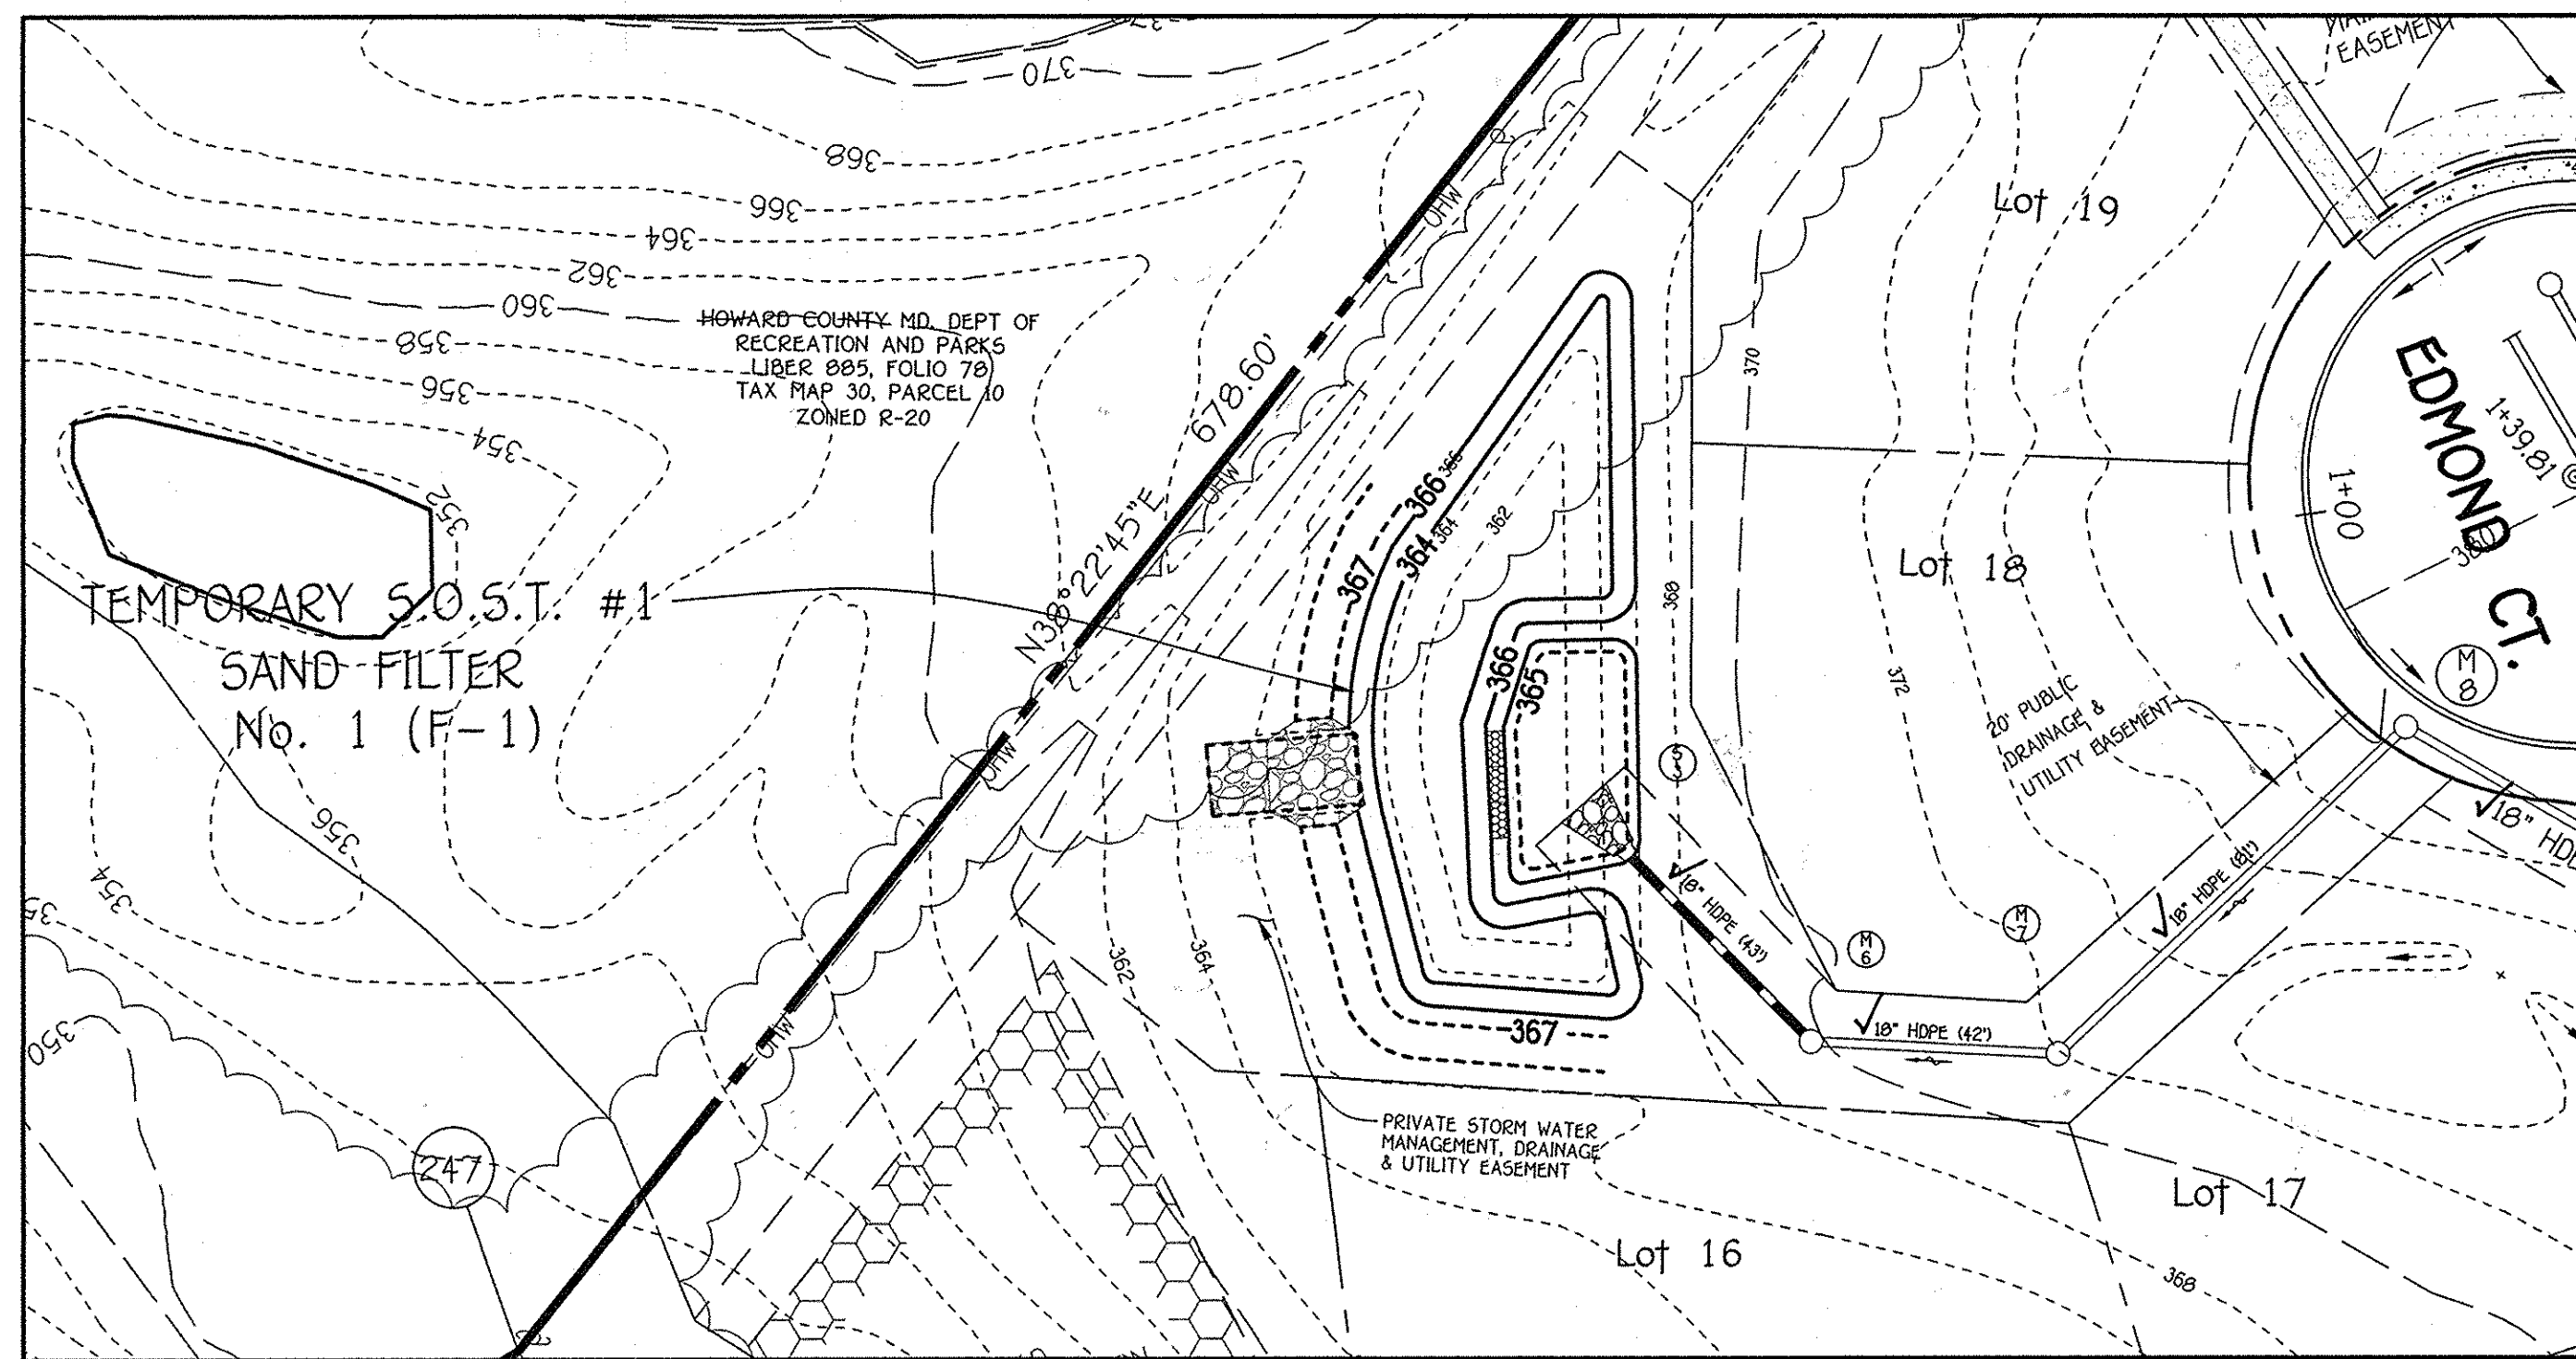 EASEMENT
370
368
366
364
362
360
358
356
354
352
HOWARD COUNTY MD. DEPT OF
RECREATION AND PARKS
LIBER 885, FOLIO 78
TAX MAP 30, PARCEL 10
ZONED R-20
N38°22'45"E 678.60'
OHW
OHW
OHW
OHW
TEMPORARY S.O.S.T. #1
SAND FILTER
No. 1 (F-1)
356
354
350
247
367
366
366
364
364
362
366
365
367
370
368
372
362
364
Lot 19
Lot 18
Lot 17
Lot 16
368
EDMOND CT.
1+39.81
1+00
380
M
8
M
7
M
6
S
3
20' PUBLIC
DRAINAGE &
UTILITY EASEMENT
18" HDPE (43')
18" HDPE (42')
18" HDPE (81')
18"
PRIVATE STORM WATER
MANAGEMENT, DRAINAGE
& UTILITY EASEMENT